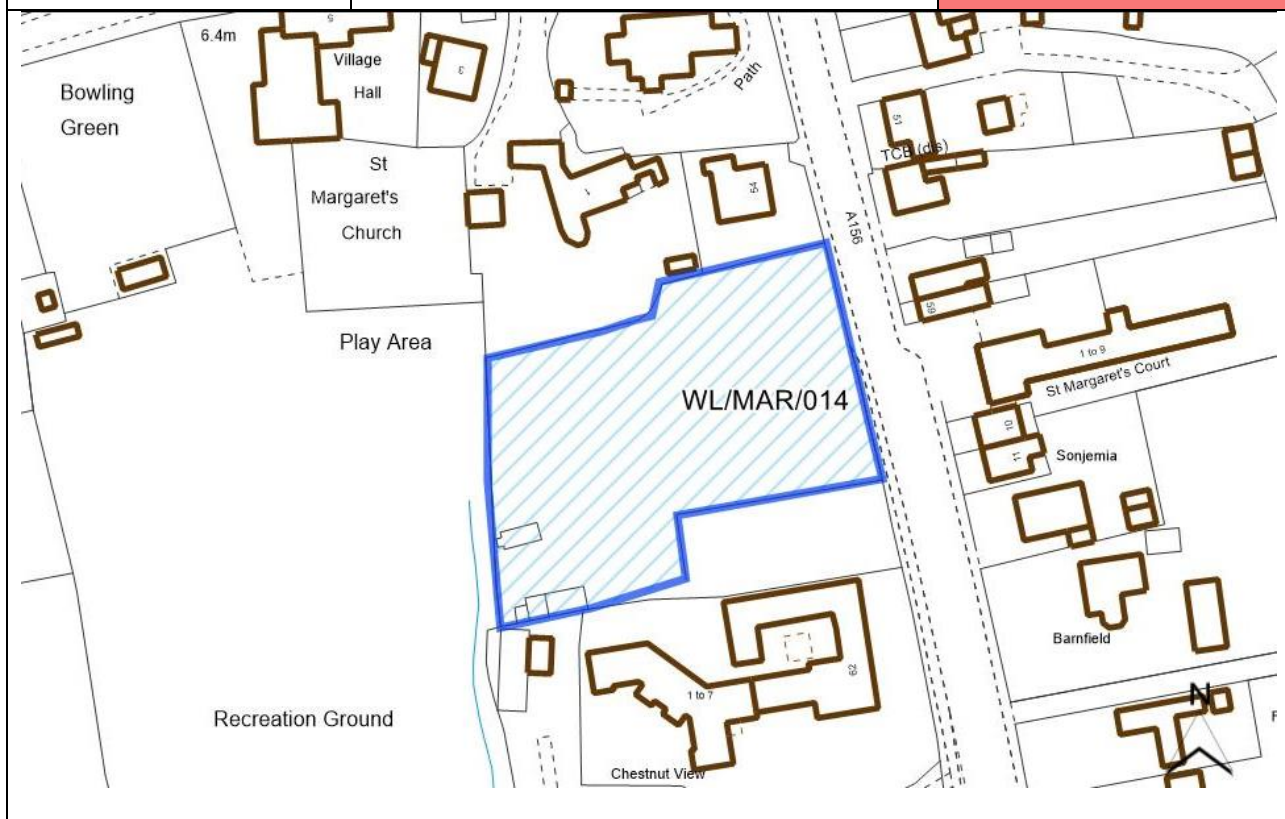 5
6.4m
Village
Hall
3
Path
Bowling
Green
51
TCB (dis)
St
Margaret's
Church
54
A156
59
Play Area
1 to 9
St Margaret's Court
WL/MAR/014
10
11
Sonjemia
Barnfield
N
62
1 to 7
Recreation Ground
Chestnut View